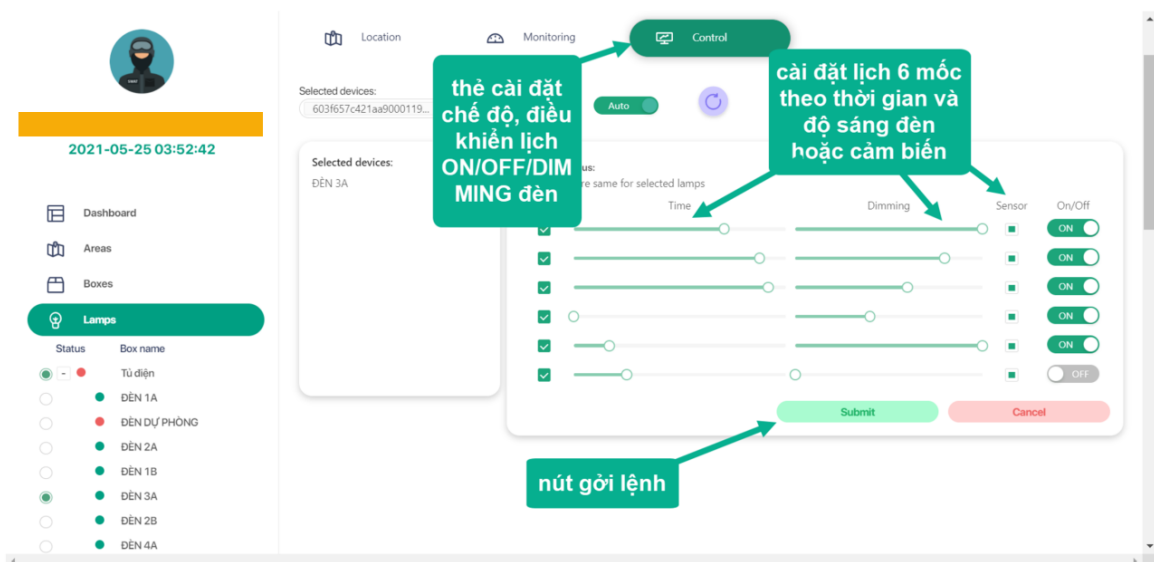 Location
Monitoring
Control
Selected devices:
603f657c421aa9000119...
Auto
thẻ cài đặt
chế độ, điều
khiển lịch
ON/OFF/DIM
MING đèn
cài đặt lịch 6 mốc
theo thời gian và
độ sáng đèn
hoặc cảm biến
2021-05-25 03:52:42
Dashboard
Areas
Boxes
Lamps
Status Box name
- Tủ điện
ĐÈN 1A
ĐÈN DỰ PHÒNG
ĐÈN 2A
ĐÈN 1B
ĐÈN 3A
ĐÈN 2B
ĐÈN 4A
Selected devices:
ĐÈN 3A
same for selected lamps
Time Dimming Sensor On/Off
ON
ON
ON
ON
ON
OFF
Submit Cancel
nút gởi lệnh